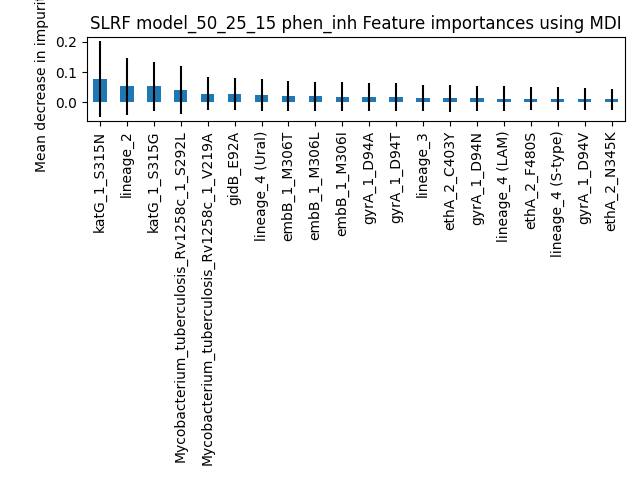 SLRF model_50_25_15 phen_inh Feature importances using MDI
Mean decrease in impuri
0.2
0.1
0.0
katG_1_S315N
lineage_2
katG_1_S315G
Mycobacterium_tuberculosis_Rv1258c_1_S292L
Mycobacterium_tuberculosis_Rv1258c_1_V219A
gidB_E92A
lineage_4 (Ural)
embB_1_M306T
embB_1_M306L
embB_1_M306I
gyrA_1_D94A
gyrA_1_D94T
lineage_3
ethA_2_C403Y
gyrA_1_D94N
lineage_4 (LAM)
ethA_2_F480S
lineage_4 (S-type)
gyrA_1_D94V
ethA_2_N345K